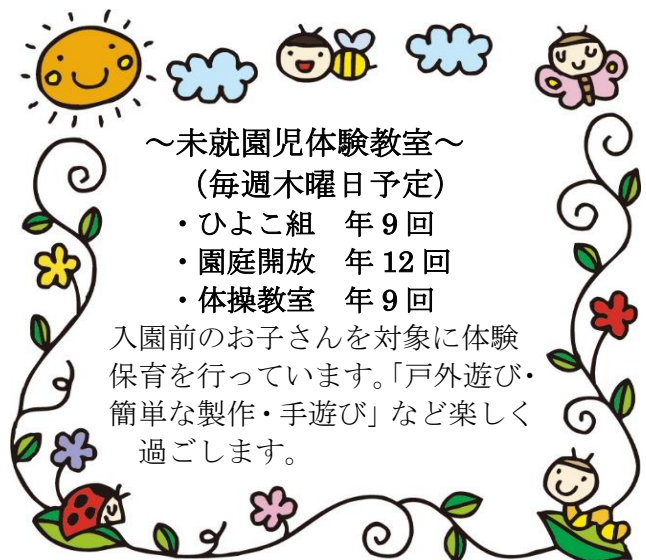 ～未就園児体験教室～
（毎週木曜日予定）
・ひよこ組　年 9 回
・園庭開放　年 12 回
・体操教室　年 9 回
入園前のお子さんを対象に体験
保育を行っています。「戸外遊び・
簡単な製作・手遊び」など楽しく
過ごします。